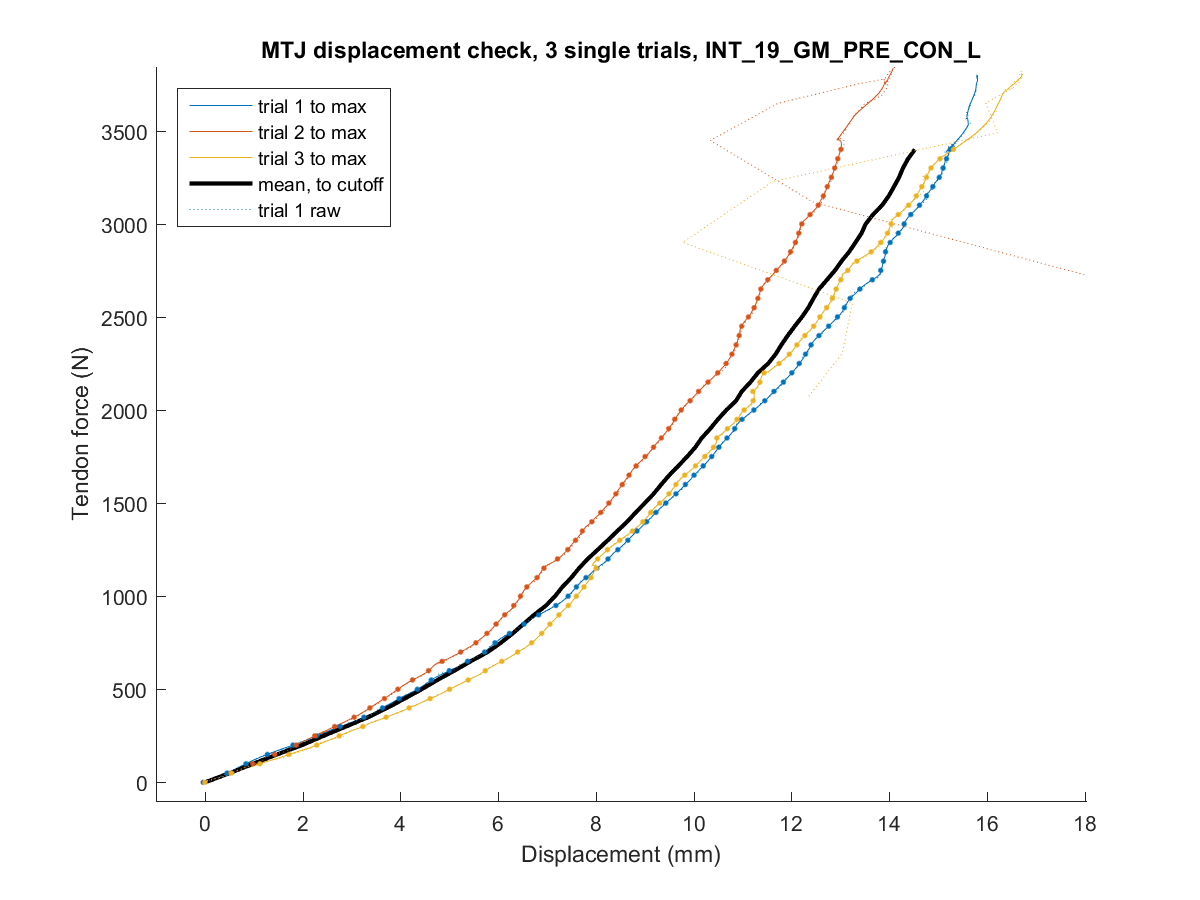 MTJ displacement check, 3 single trials, INT_19_GM_PRE_CON_L
trial 1 to max
trial 2 to max
trial 3 to max
mean, to cutoff
trial 1 raw
Tendon force (N)
3500
3000
2500
2000
1500
1000
500
0
0 2 4 6 8 10 12 14 16 18
Displacement (mm)